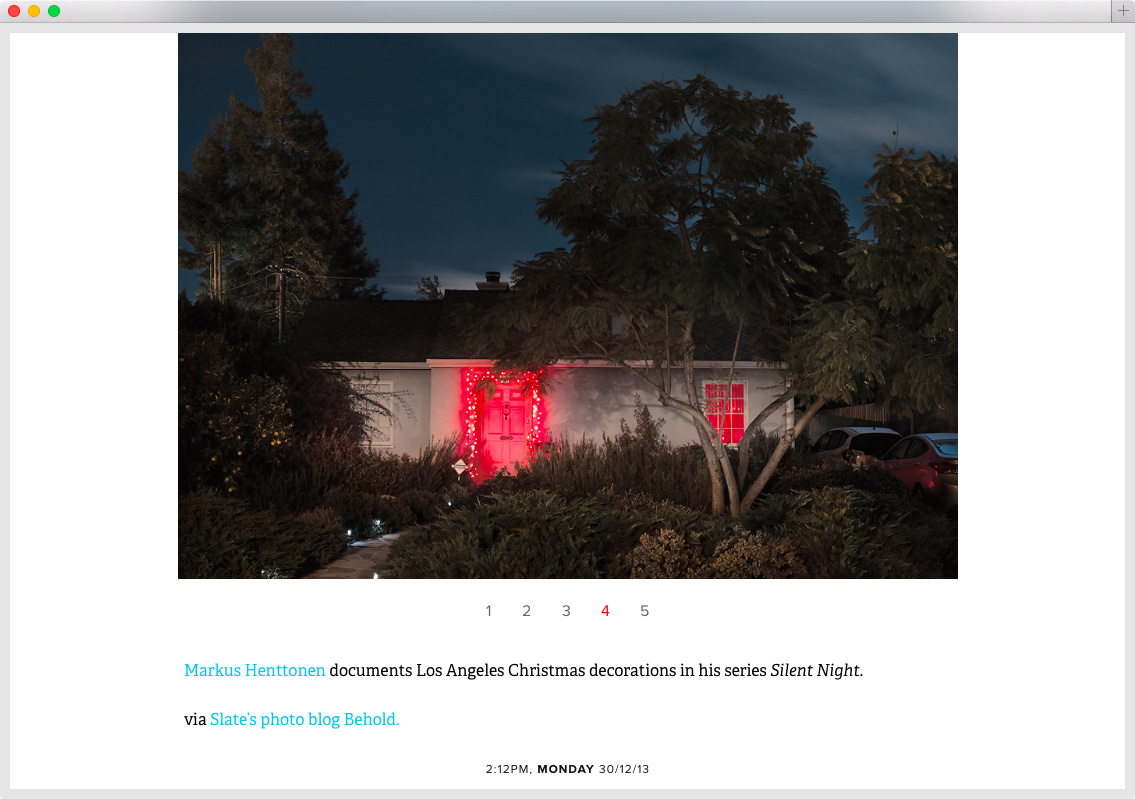 1 2 3 4 5
Markus Henttonen documents Los Angeles Christmas decorations in his series Silent Night.
via Slate's photo blog Behold.
2:12PM, MONDAY 30/12/13